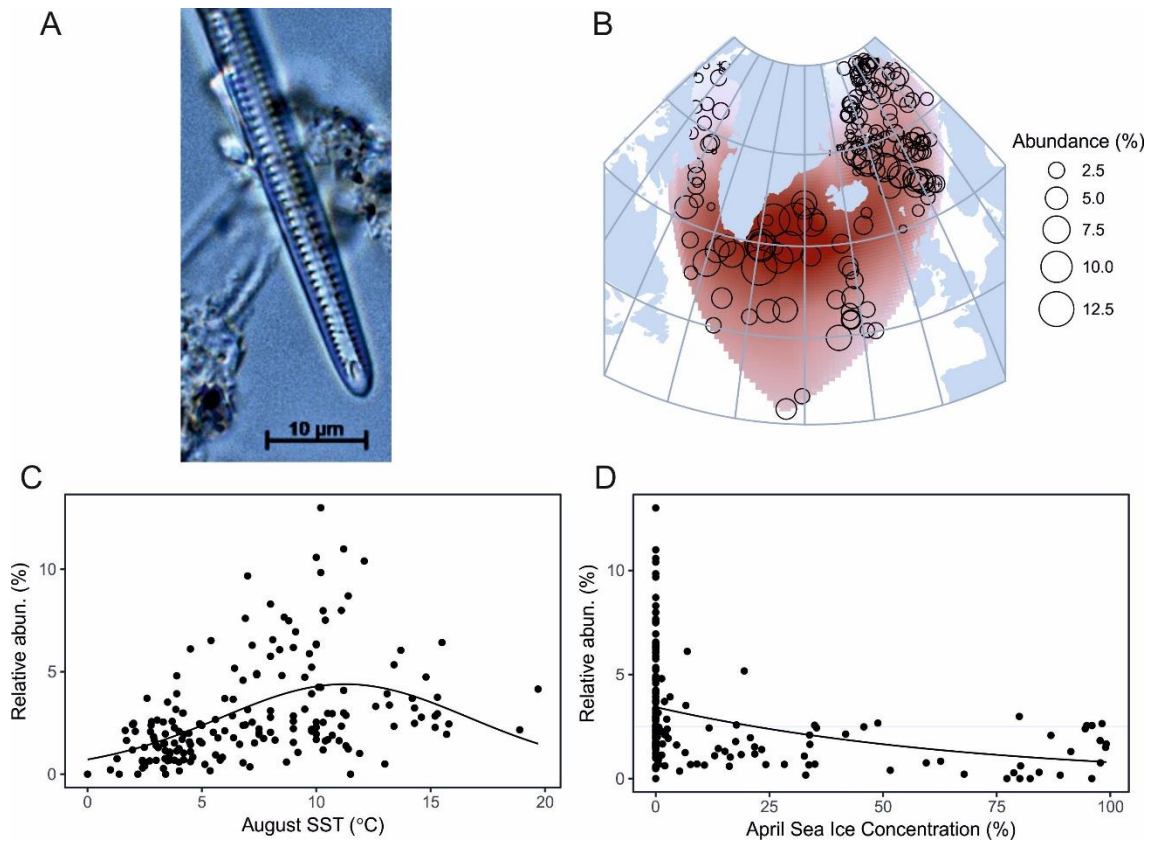 A
10 µm
B
Abundance (%)
2.5
5.0
7.5
10.0
12.5
C
Relative abun. (%)
10
5
0
0
5
10
15
20
August SST (°C)
D
Relative abun. (%)
10
5
0
0
25
50
75
100
April Sea Ice Concentration (%)